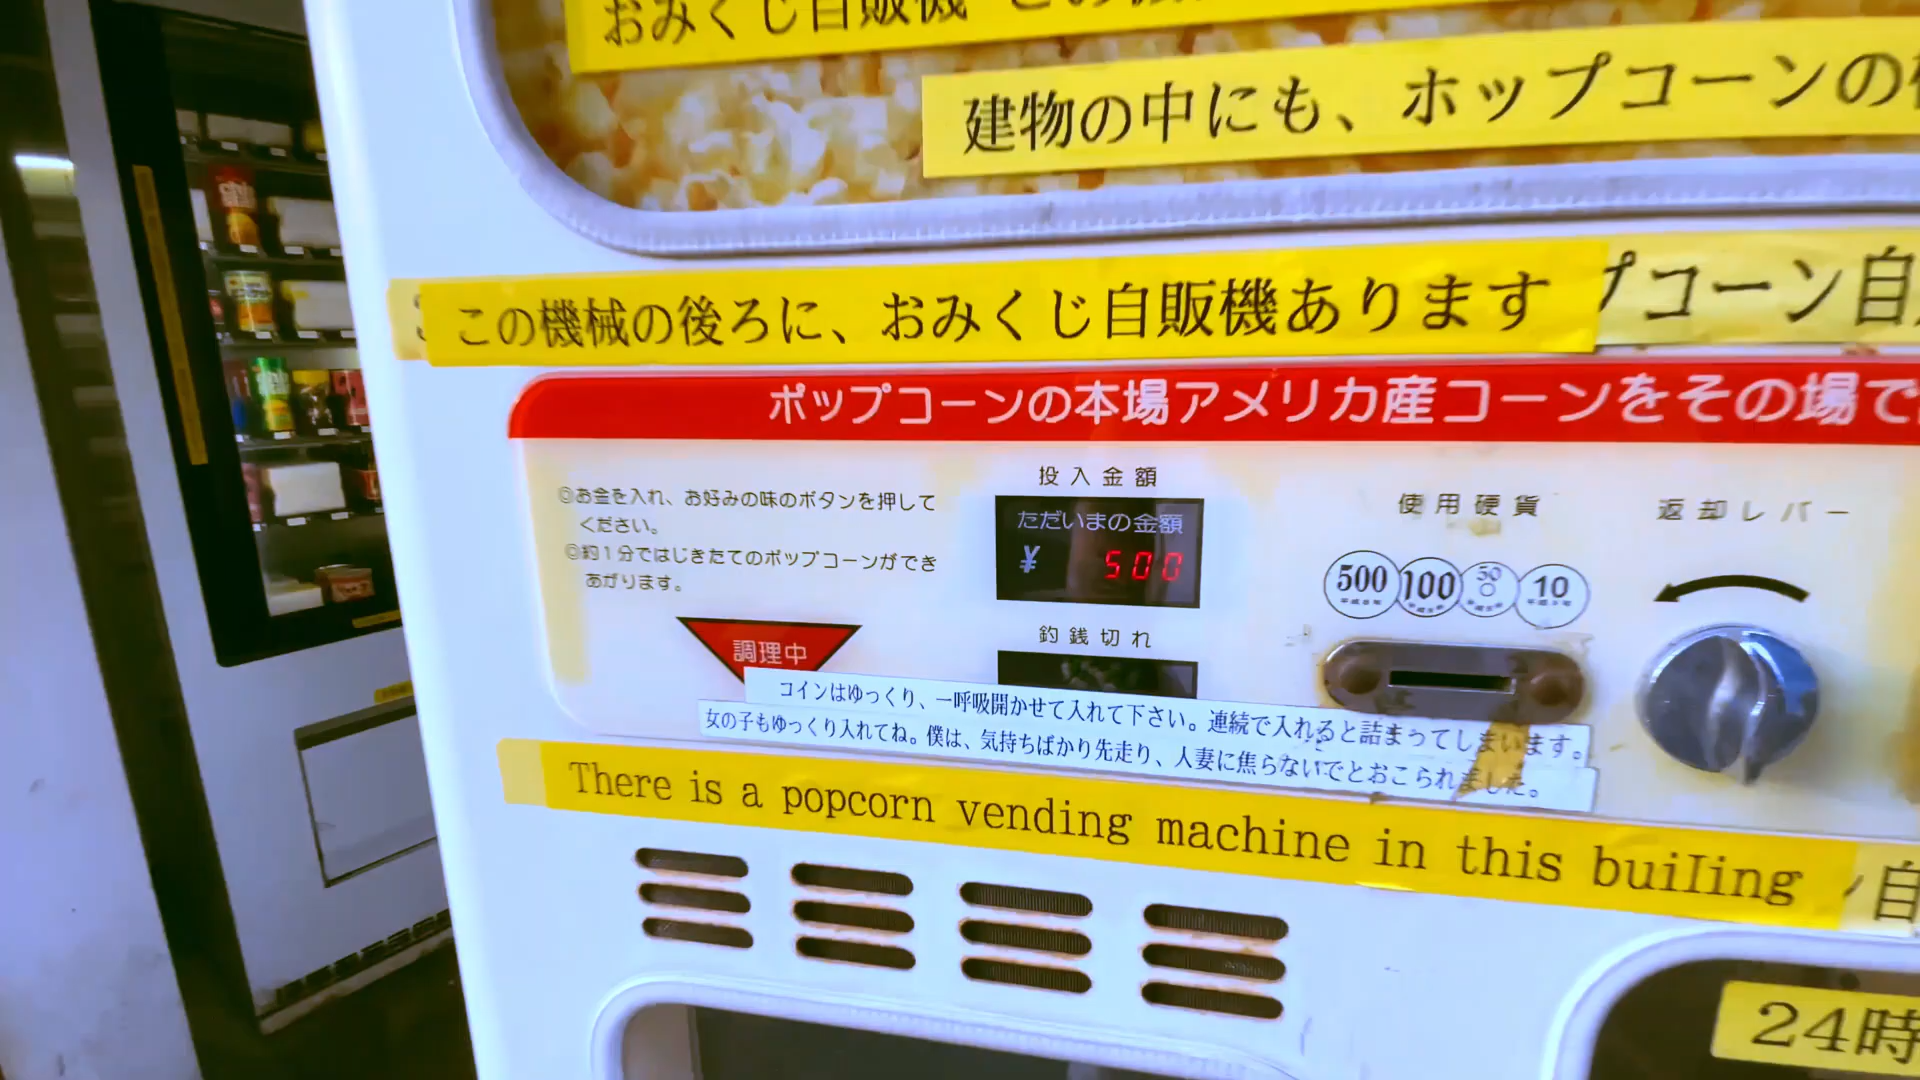 おみくじ自販機 この機
建物の中にも、ポップコーンの
この機械の後ろに、おみくじ自販機あります
プコーン自
ポップコーンの本場アメリカ産コーンをその場で
◎お金を入れ、お好みの味のボタンを押して
ください。
◎約1分ではじきたてのポップコーンができ
あがります。
投入金額
ただいまの金額
¥ 500
使用硬貨
返却レバー
500 100 50 10
調理中
釣銭切れ
コインはゆっくり、一呼吸開かせて入れて下さい。連続で入れると詰まってしまいます。
女の子もゆっくり入れてね。僕は、気持ちばかり先走り、人妻に焦らないでとおこられました。
There is a popcorn vending machine in this builing
ン自
24時